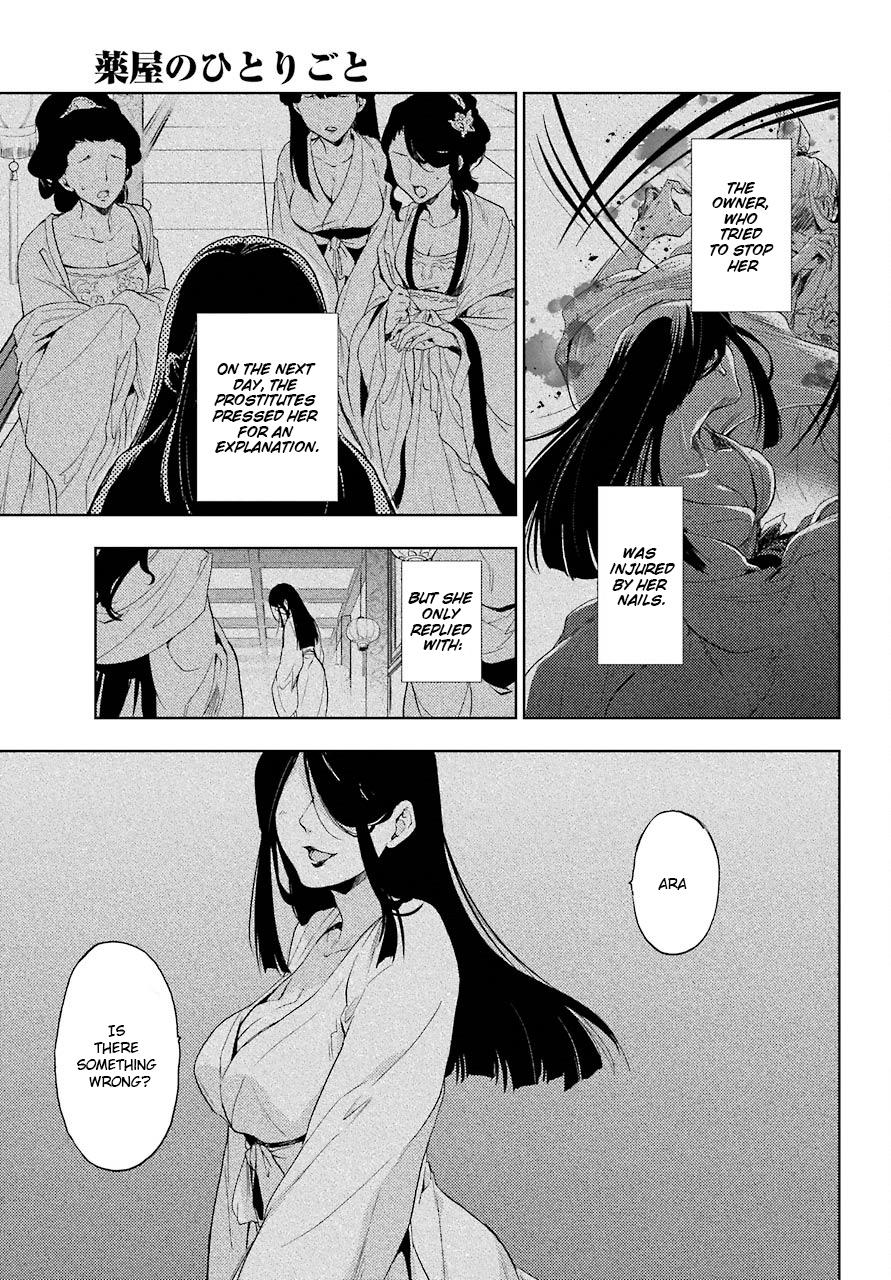 薬屋のひとりごと
THE
OWNER,
WHO
TRIED
TO STOP
HER
WAS
INJURED
BY HER
NAILS.
ON THE NEXT
DAY, THE
PROSTITUTES
PRESSED HER
FOR AN
EXPLANATION.
BUT SHE
ONLY
REPLIED
WITH:
ARA
IS
THERE
SOMETHING
WRONG?